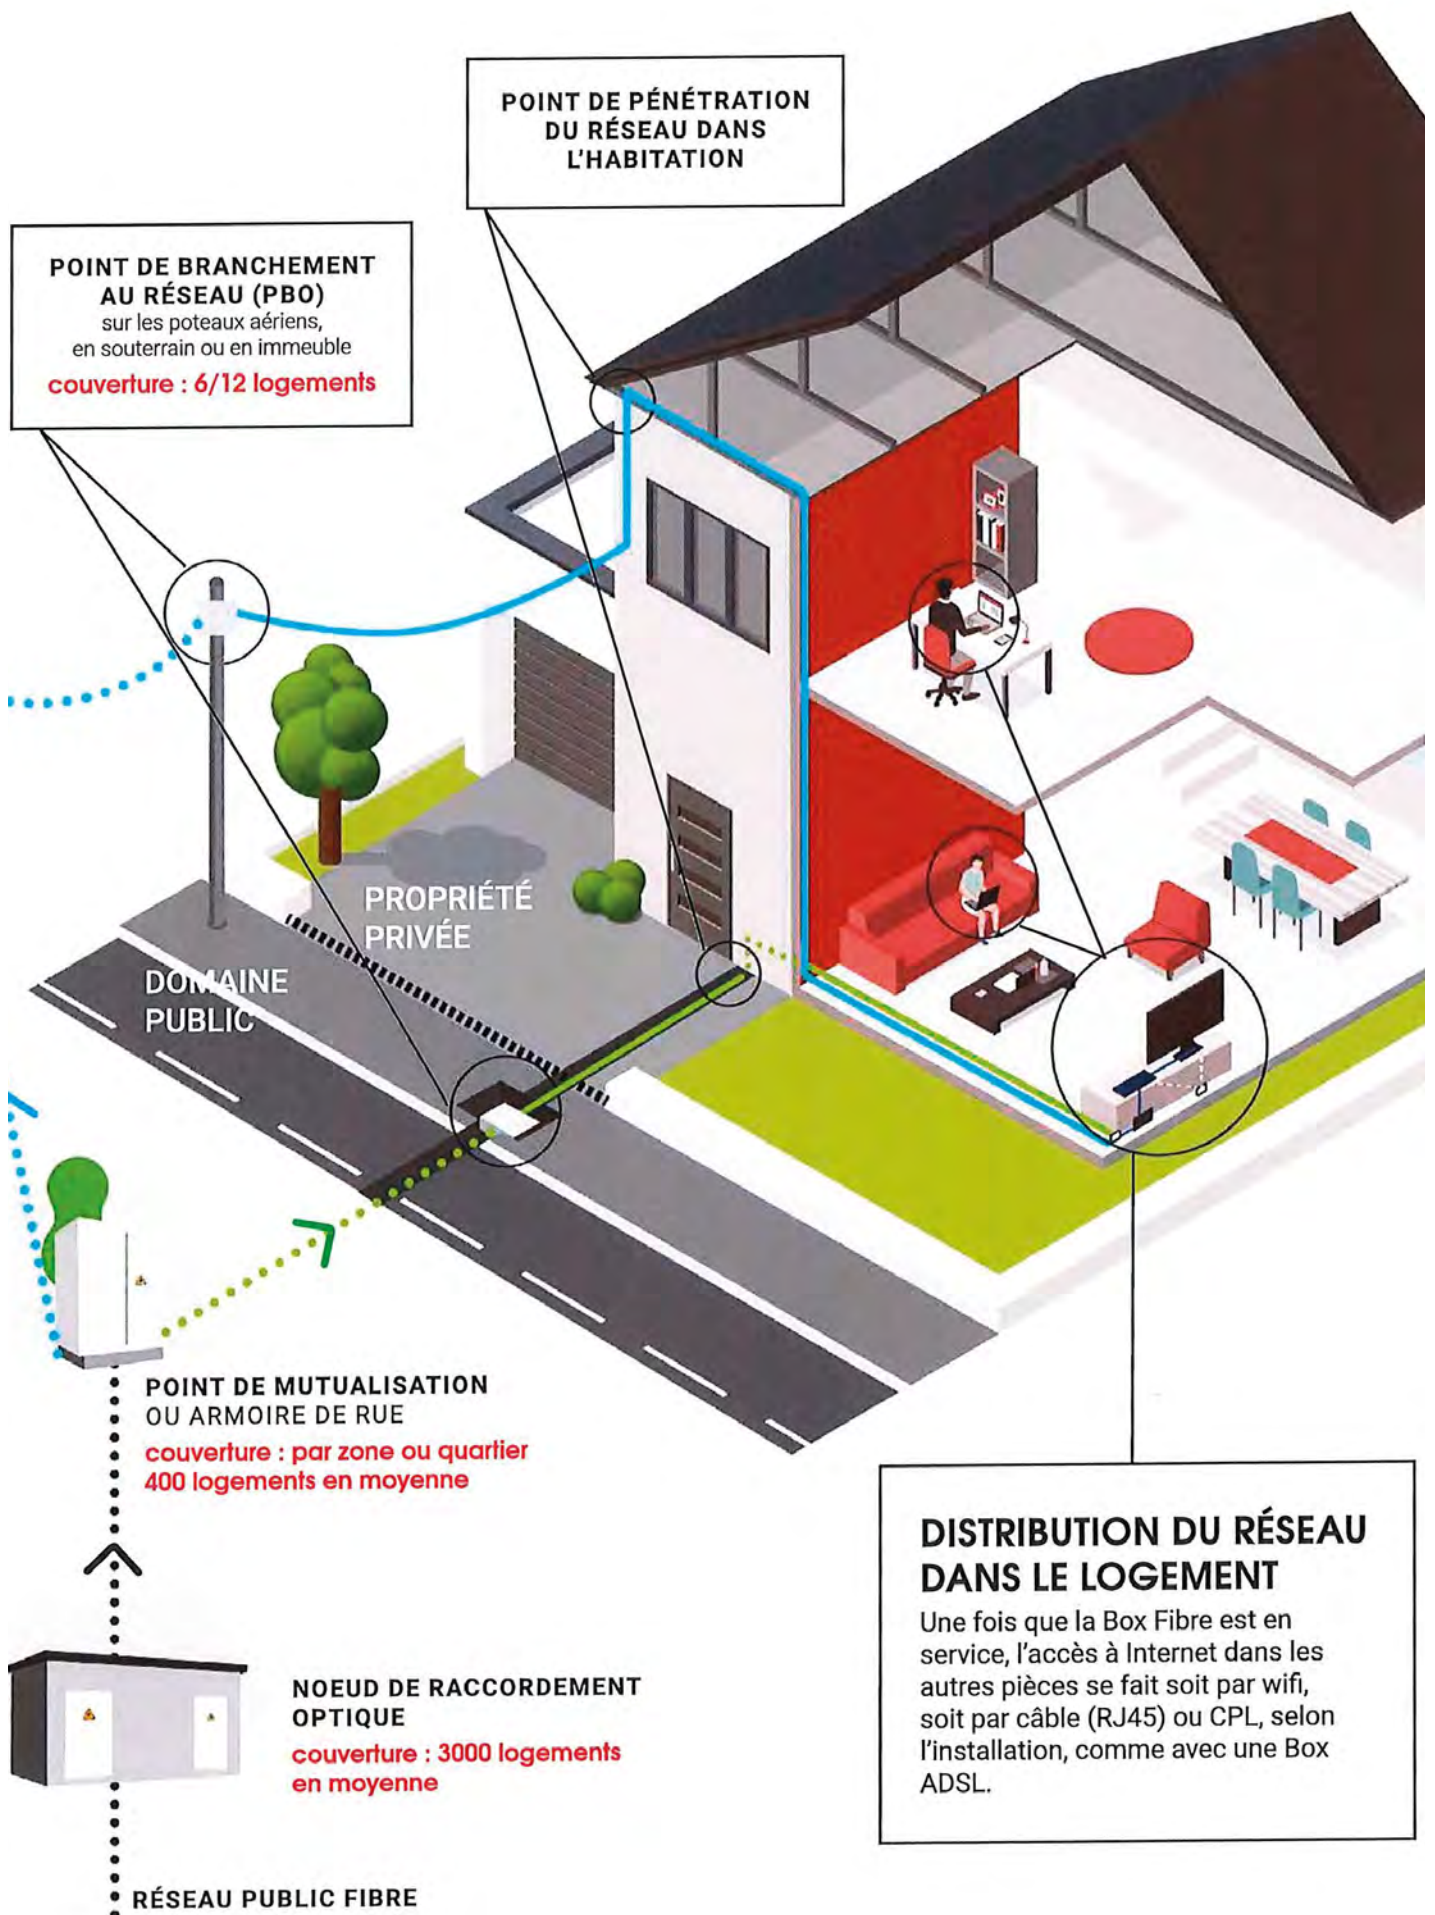 POINT DE PÉNÉTRATION
DU RÉSEAU DANS
L'HABITATION
POINT DE BRANCHEMENT
AU RÉSEAU (PBO)
sur les poteaux aériens,
en souterrain ou en immeuble
couverture : 6/12 logements
PROPRIÉTÉ
PRIVÉE
DOMAINE
PUBLIC
POINT DE MUTUALISATION
OU ARMOIRE DE RUE
couverture : par zone ou quartier
400 logements en moyenne
DISTRIBUTION DU RÉSEAU
DANS LE LOGEMENT
Une fois que la Box Fibre est en
service, l'accès à Internet dans les
autres pièces se fait soit par wifi,
soit par câble (RJ45) ou CPL, selon
l'installation, comme avec une Box
ADSL.
NOEUD DE RACCORDEMENT
OPTIQUE
couverture : 3000 logements
en moyenne
RÉSEAU PUBLIC FIBRE